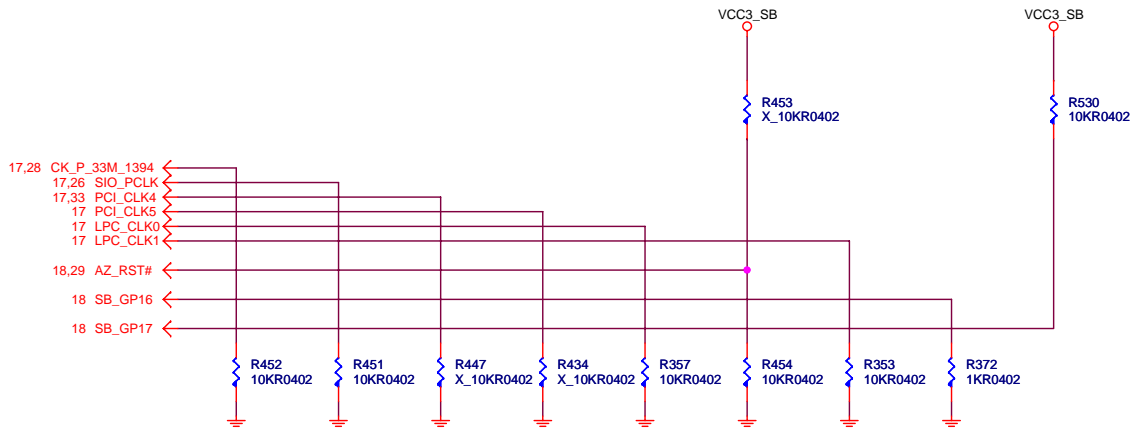 VCC3_SB
VCC3_SB
R453
X_10KR0402
R530
10KR0402
17,28 CK_P_33M_1394
17,26 SIO_PCLK
17,33 PCI_CLK4
17 PCI_CLK5
17 LPC_CLK0
17 LPC_CLK1
18,29 AZ_RST#
18 SB_GP16
18 SB_GP17
R452
10KR0402
R451
10KR0402
R447
X_10KR0402
R434
X_10KR0402
R357
10KR0402
R454
10KR0402
R353
10KR0402
R372
1KR0402